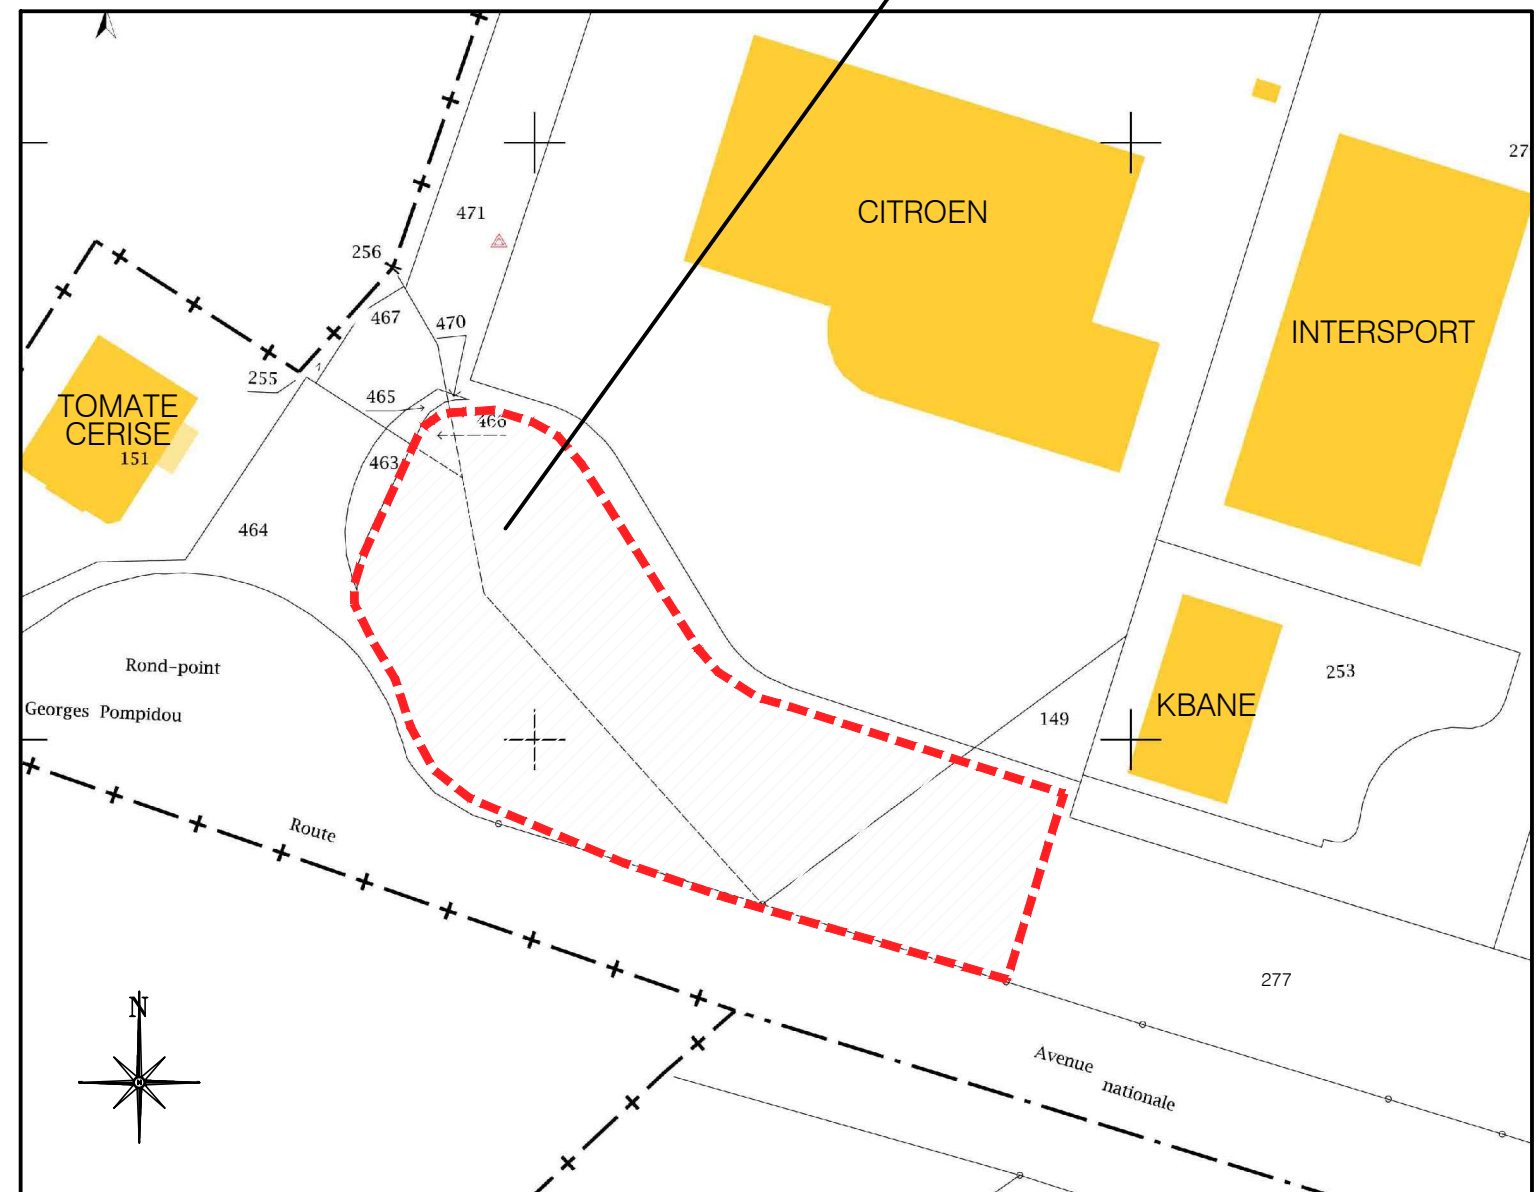 CITROEN
27
471
256
INTERSPORT
467
470
255
465
TOMATE
CERISE
466
151
463
464
Rond-point
253
KBANE
Georges Pompidou
149
Route
277
N
Avenue
nationale